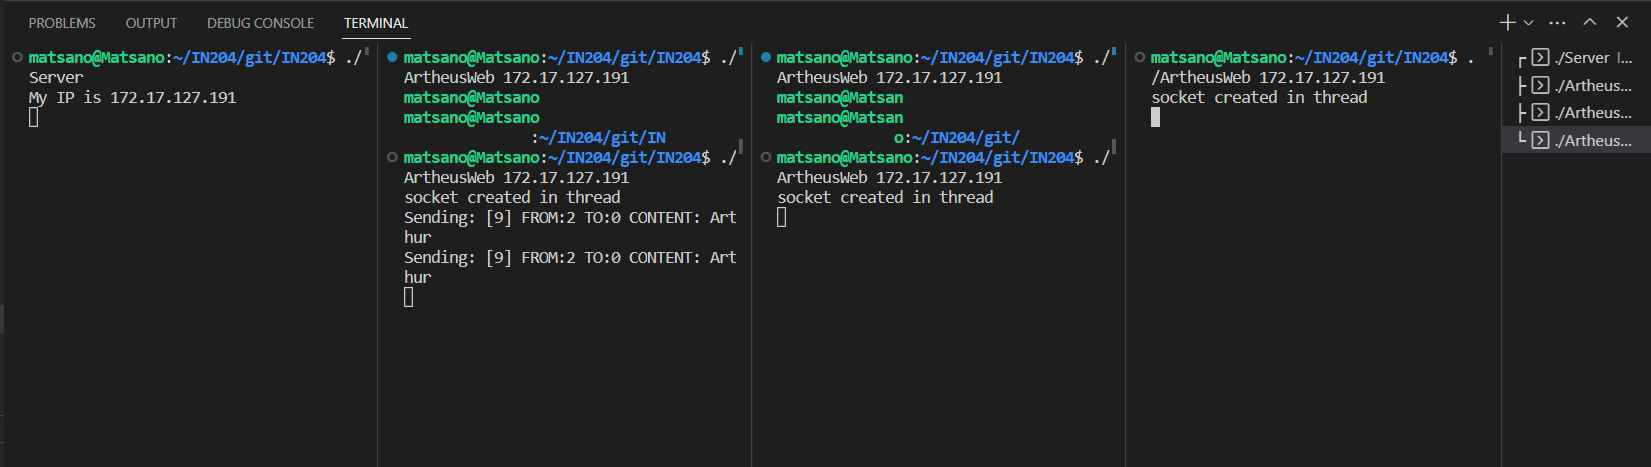 PROBLEMS OUTPUT DEBUG CONSOLE TERMINAL
matsano@Matsano:~/IN204/git/IN204$ ./
Server
My IP is 172.17.127.191
matsano@Matsano:~/IN204/git/IN204$ ./
ArtheusWeb 172.17.127.191
matsano@Matsano
matsano@Matsano
:~/IN204/git/IN
matsano@Matsano:~/IN204/git/IN204$ ./
ArtheusWeb 172.17.127.191
socket created in thread
Sending: [9] FROM:2 TO:0 CONTENT: Art
hur
Sending: [9] FROM:2 TO:0 CONTENT: Art
hur
matsano@Matsano:~/IN204/git/IN204$ ./
ArtheusWeb 172.17.127.191
matsano@Matsan
matsano@Matsan
o:~/IN204/git/
matsano@Matsano:~/IN204/git/IN204$ ./
ArtheusWeb 172.17.127.191
socket created in thread
matsano@Matsano:~/IN204/git/IN204$ .
/ArtheusWeb 172.17.127.191
socket created in thread
./Server I...
./Artheus...
./Artheus...
./Artheus...